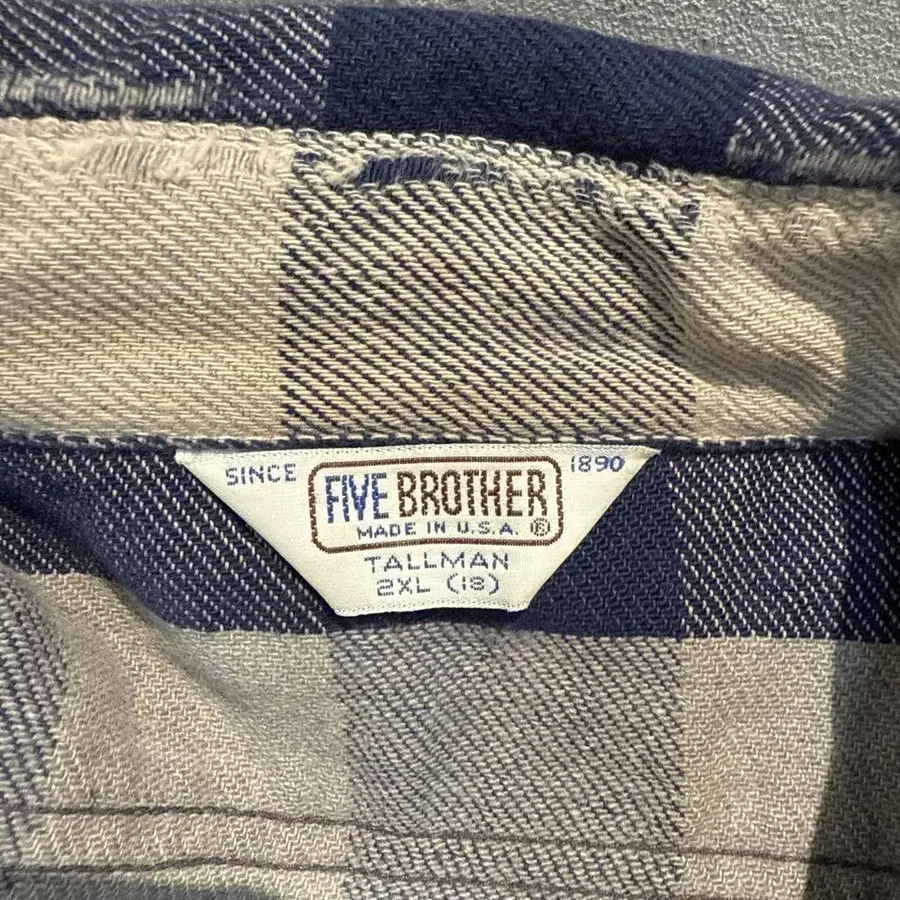 SINCE 1890
FIVE BROTHER
MADE IN U.S.A. ®
TALLMAN
2XL (18)